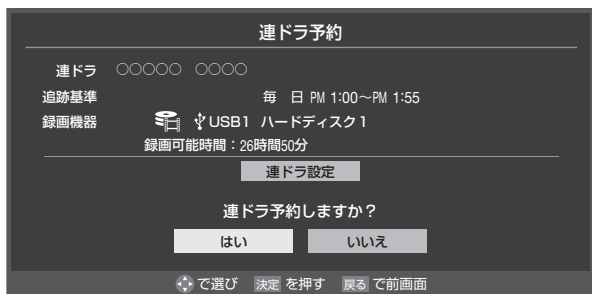 連ドラ予約
連ドラ ○○○○○ ○○○○
追跡基準 毎 日 PM 1:00〜PM 1:55
録画機器 USB1 ハードディスク1
録画可能時間：26時間50分
連ドラ設定
連ドラ予約しますか？
はい いいえ
で選び 決定 を押す 戻る で前画面